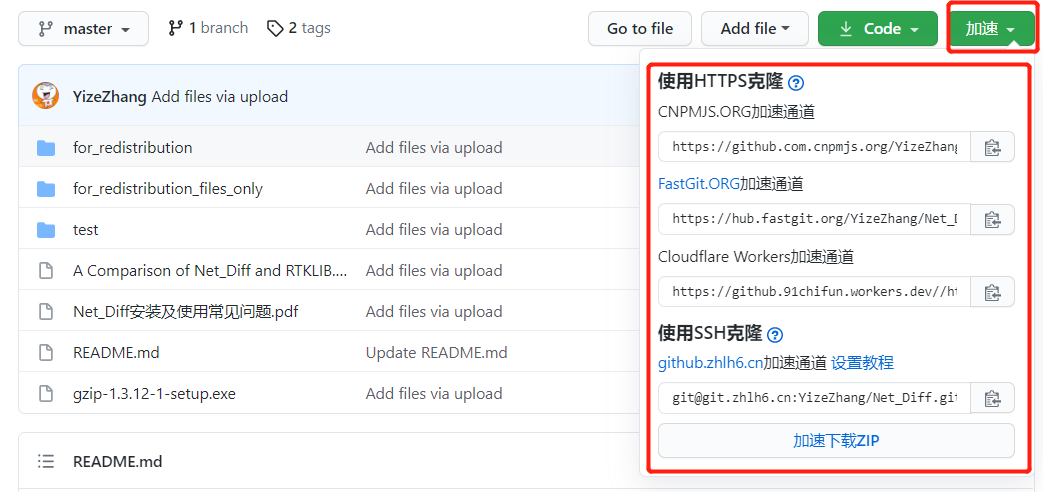 master 1 branch 2 tags Go to file Add file Code 加速
YizeZhang Add files via upload
for_redistribution Add files via upload
for_redistribution_files_only Add files via upload
test Add files via upload
A Comparison of Net_Diff and RTKLIB.... Add files via upload
Net_Diff安装及使用常见问题.pdf Add files via upload
README.md Update README.md
gzip-1.3.12-1-setup.exe Add files via upload
README.md
使用HTTPS克隆 ?
CNPMJS.ORG加速通道
https://github.com.cnpmjs.org/YizeZhang
FastGit.ORG加速通道
https://hub.fastgit.org/YizeZhang/Net_D
Cloudflare Workers加速通道
https://github.91chifun.workers.dev//ht
使用SSH克隆 ?
github.zhlh6.cn加速通道 设置教程
git@git.zhlh6.cn:YizeZhang/Net_Diff.git
加速下载ZIP